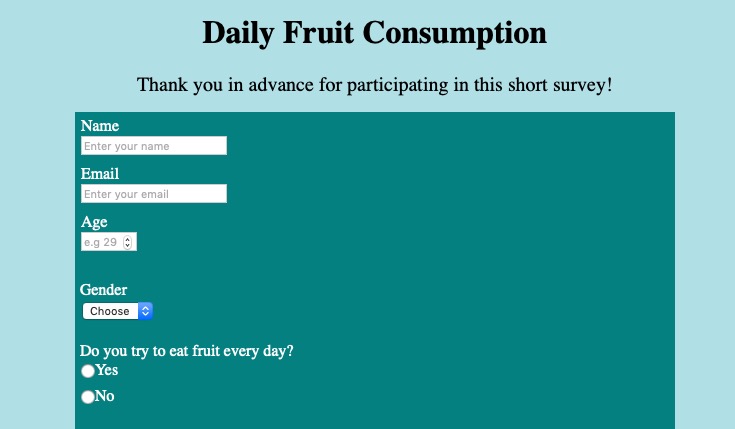 Daily Fruit Consumption
Thank you in advance for participating in this short survey!
Name
Enter your name
Email
Enter your email
Age
e.g 29
Gender
Choose
Do you try to eat fruit every day?
Yes
No